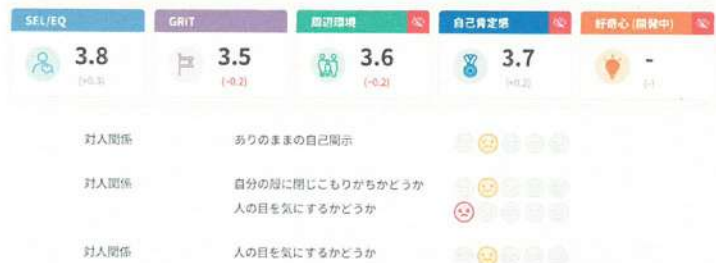 SEL/EQ GRIT 周辺環境 自己肯定感 好奇心 (開発中)
3.8 3.5 3.6 3.7 -
(+0.3) (-0.2) (-0.2) (+0.2) (-)
対人関係 ありのままの自己開示
対人関係 自分の殻に閉じこもりがちかどうか
人の目を気にするかどうか
対人関係 人の目を気にするかどうか